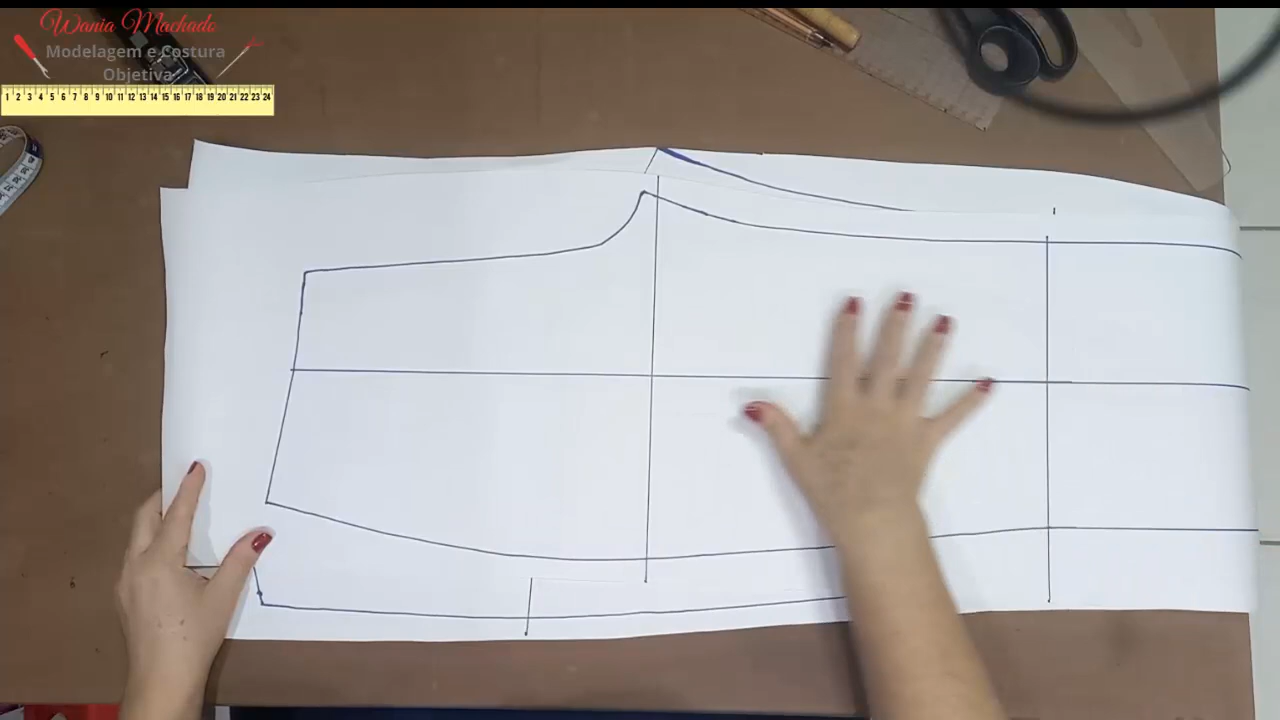 Wania Machado
Modelagem e Costura
Objetiva
1 2 3 4 5 6 7 8 9 10 11 12 13 14 15 16 17 18 19 20 21 22 23 24